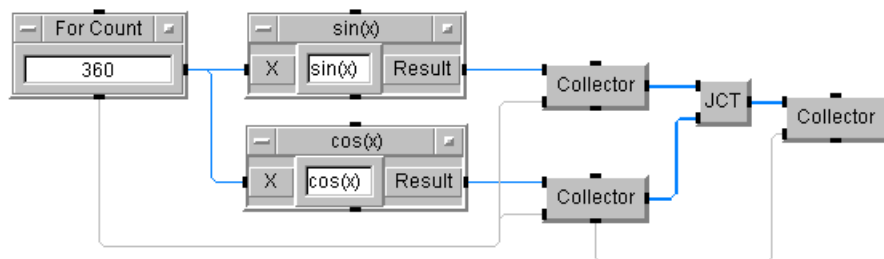 For Count
360
sin(x)
X
sin(x)
Result
Collector
JCT
Collector
cos(x)
X
cos(x)
Result
Collector